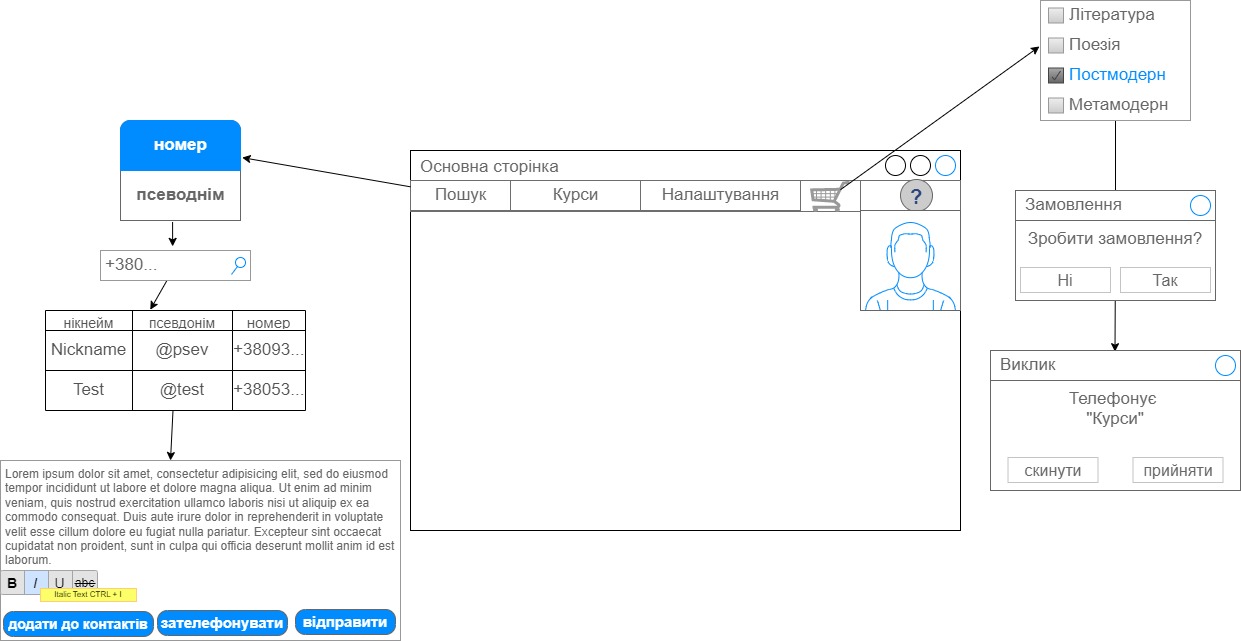 Література
Поезія
Постмодерн
Метамодерн
номер
псеводнім
+380...
нікнейм псевдонім номер
Nickname @psev +38093...
Test @test +38053...
Lorem ipsum dolor sit amet, consectetur adipisicing elit, sed do eiusmod
tempor incididunt ut labore et dolore magna aliqua. Ut enim ad minim
veniam, quis nostrud exercitation ullamco laboris nisi ut aliquip ex ea
commodo consequat. Duis aute irure dolor in reprehenderit in voluptate
velit esse cillum dolore eu fugiat nulla pariatur. Excepteur sint occaecat
cupidatat non proident, sunt in culpa qui officia deserunt mollit anim id est
laborum.
B I U abc
Italic Text CTRL + I
додати до контактів зателефонувати відправити
Основна сторінка
Пошук Курси Налаштування ?
Замовлення
Зробити замовлення?
Ні Так
Виклик
Телефонує
"Курси"
скинути прийняти